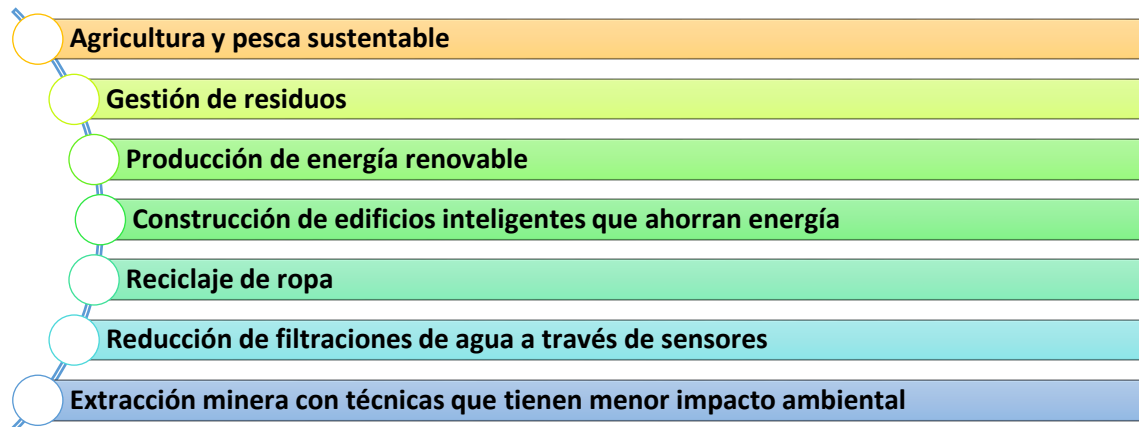 Agricultura y pesca sustentable
Gestión de residuos
Producción de energía renovable
Construcción de edificios inteligentes que ahorran energía
Reciclaje de ropa
Reducción de filtraciones de agua a través de sensores
Extracción minera con técnicas que tienen menor impacto ambiental